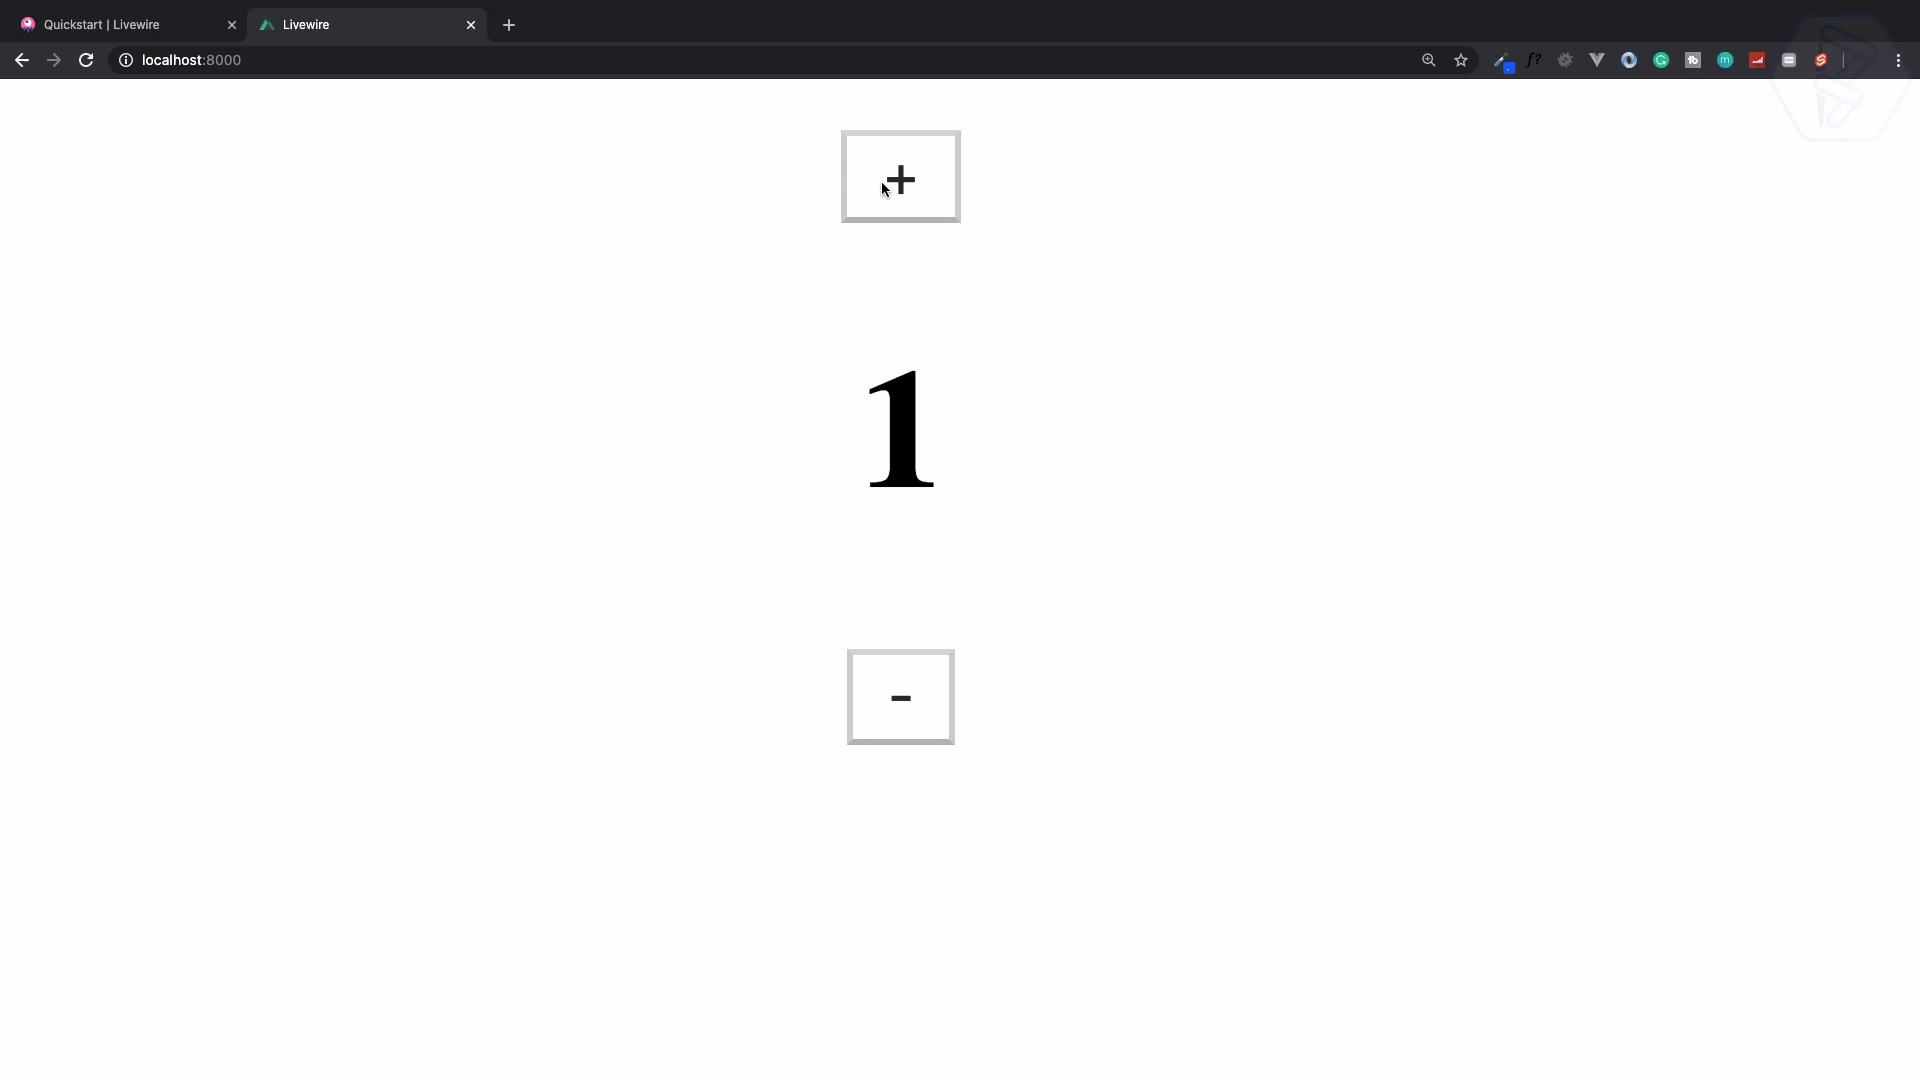 Quickstart | Livewire
Livewire
localhost:8000
f?
+
1
-